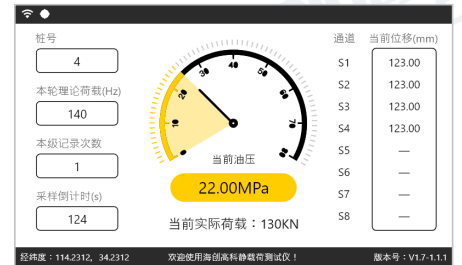 桩号
4
本轮理论荷载(Hz)
140
本级记录次数
1
采样倒计时(s)
124
0
10
20
30
40
50
60
70
80
当前油压
22.00MPa
当前实际荷载：130KN
通道 当前位移(mm)
S1 123.00
S2 123.00
S3 123.00
S4 123.00
S5 —
S6 —
S7 —
S8 —
经纬度：114.2312, 34.2312 欢迎使用海创高科静载荷测试仪！ 版本号：V1.7-1.1.1